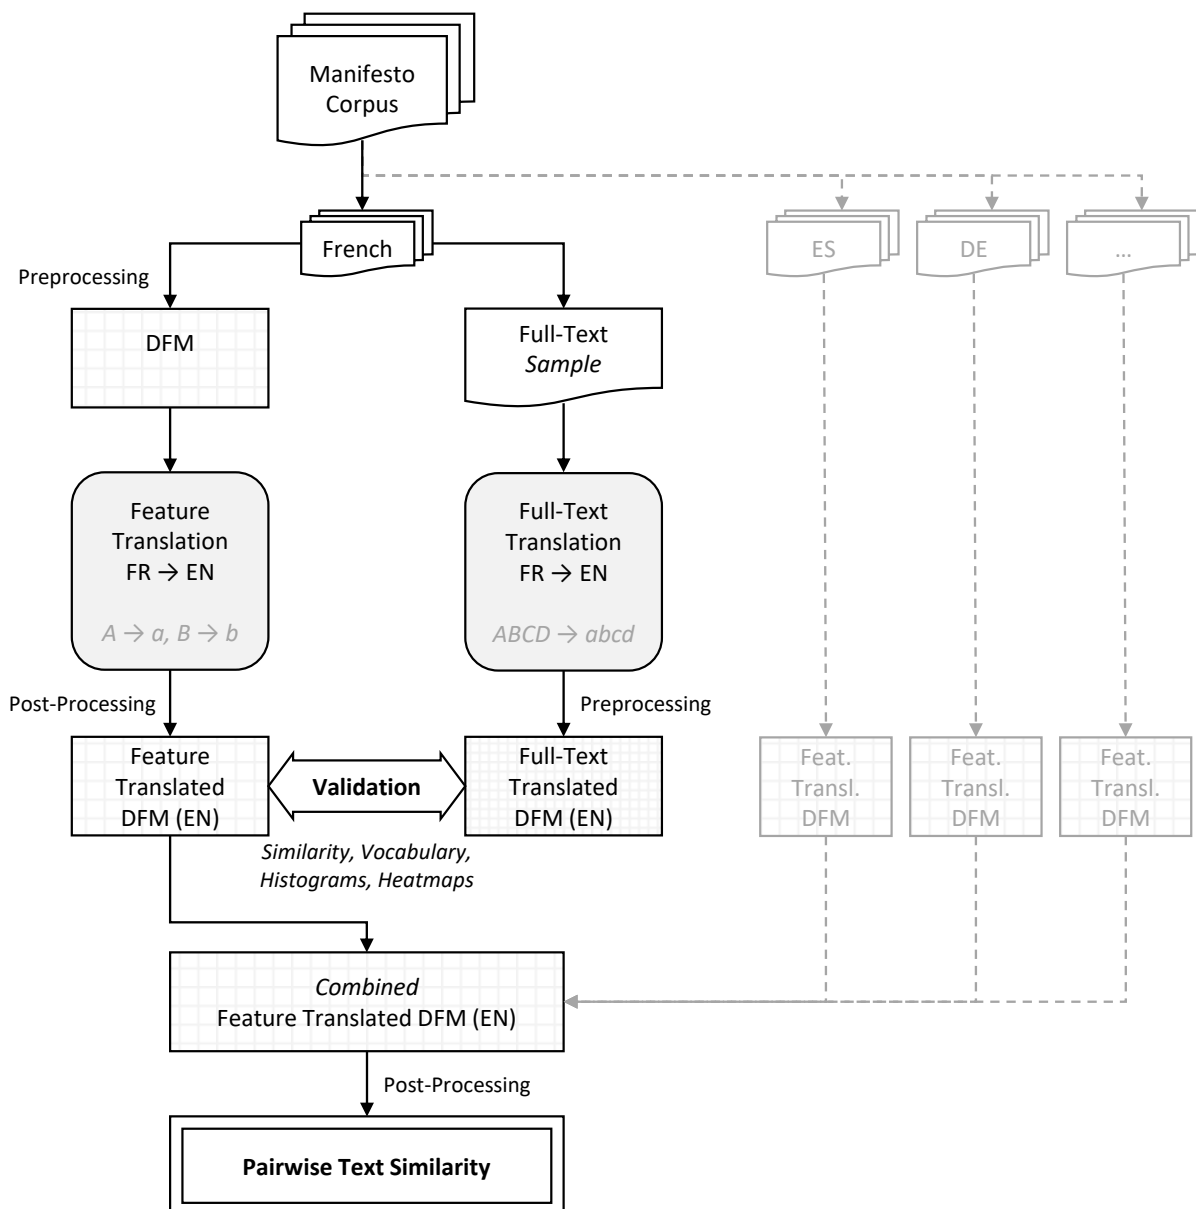 Manifesto
Corpus
French
ES
DE
...
Preprocessing
DFM
Full-Text
Sample
Feature
Translation
FR → EN
A → a, B → b
Full-Text
Translation
FR → EN
ABCD → abcd
Post-Processing
Preprocessing
Feature
Translated
DFM (EN)
Validation
Full-Text
Translated
DFM (EN)
Feat.
Transl.
DFM
Feat.
Transl.
DFM
Feat.
Transl.
DFM
Similarity, Vocabulary,
Histograms, Heatmaps
Combined
Feature Translated DFM (EN)
Post-Processing
Pairwise Text Similarity